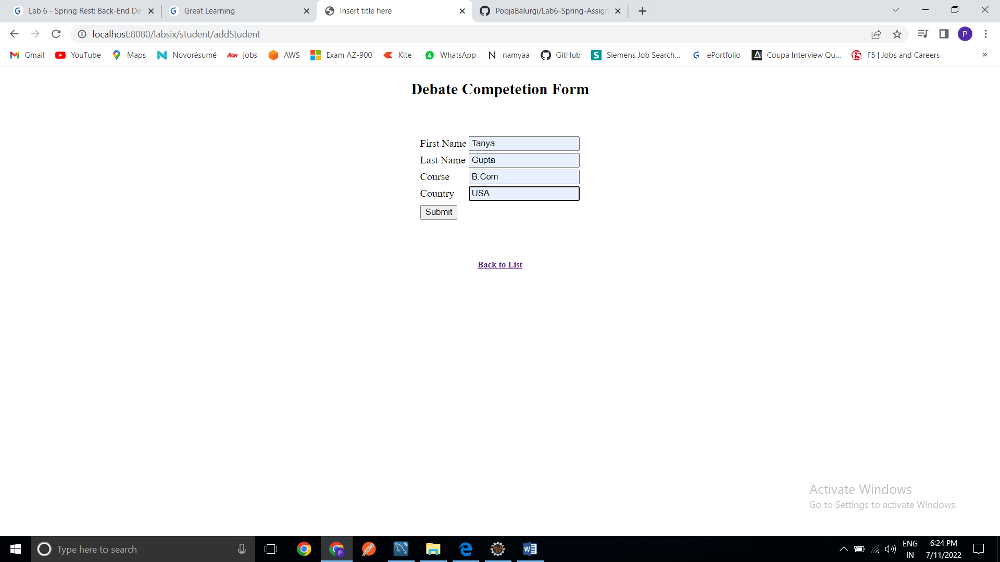 Lab 6 - Spring Rest: Back-End De
Great Learning
Insert title here
PoojaBalurgi/Lab6-Spring-Assign
localhost:8080/labsix/student/addStudent
P
Gmail
YouTube
Maps
Novorésumé
jobs
AWS
Exam AZ-900
Kite
WhatsApp
namyaa
GitHub
Siemens Job Search...
ePortfolio
Coupa Interview Qu...
F5 | Jobs and Careers
»
Debate Competetion Form
First Name Tanya
Last Name Gupta
Course B.Com
Country USA
Submit
Back to List
Activate Windows
Go to Settings to activate Windows.
Type here to search
ENG
IN
6:24 PM
7/11/2022